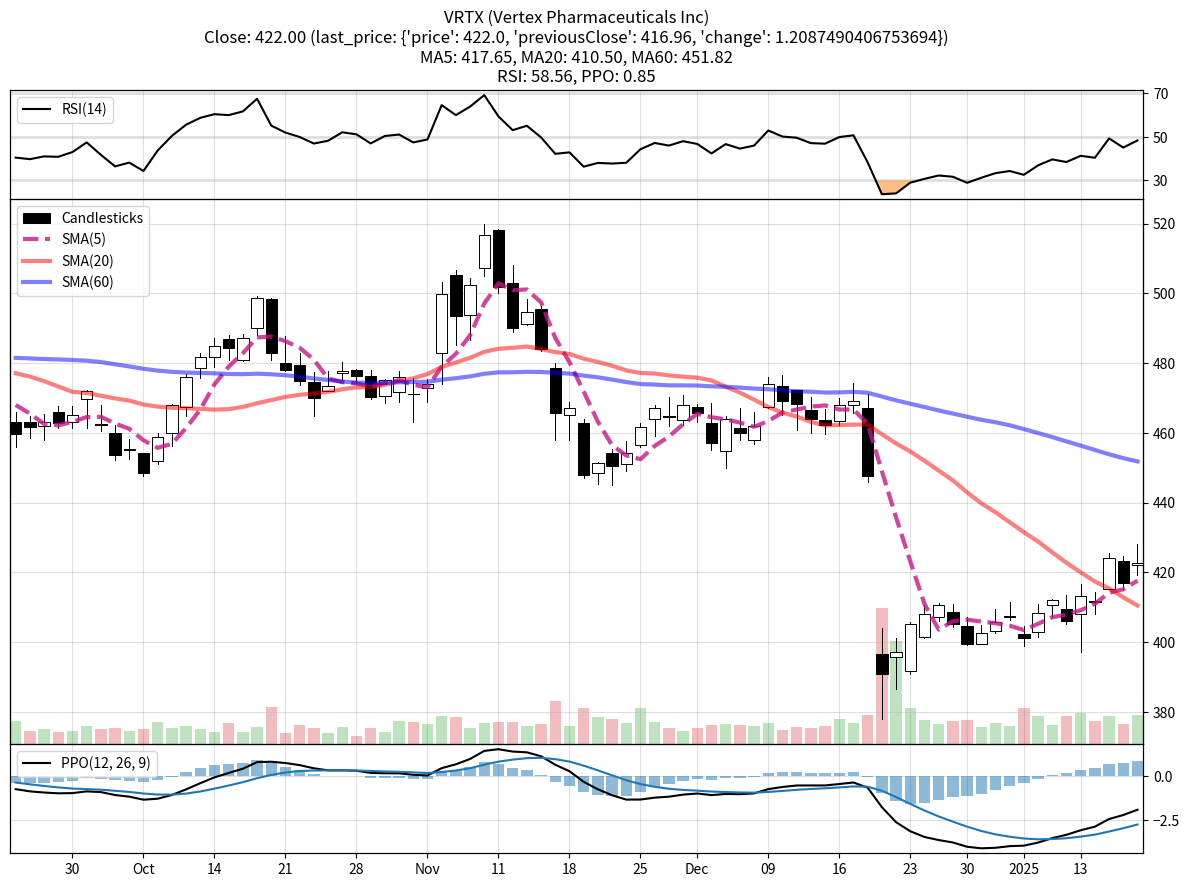 VRTX (Vertex Pharmaceuticals Inc)
Close: 422.00 (last_price: {'price': 422.0, 'previousClose': 416.96, 'change': 1.2087490406753694})
MA5: 417.65, MA20: 410.50, MA60: 451.82
RSI: 58.56, PPO: 0.85
RSI(14)
70
50
30
Candlesticks
SMA(5)
SMA(20)
SMA(60)
520
500
480
460
440
420
400
380
PPO(12, 26, 9)
0.0
−2.5
30 Oct 14 21 28 Nov 11 18 25 Dec 09 16 23 30 2025 13